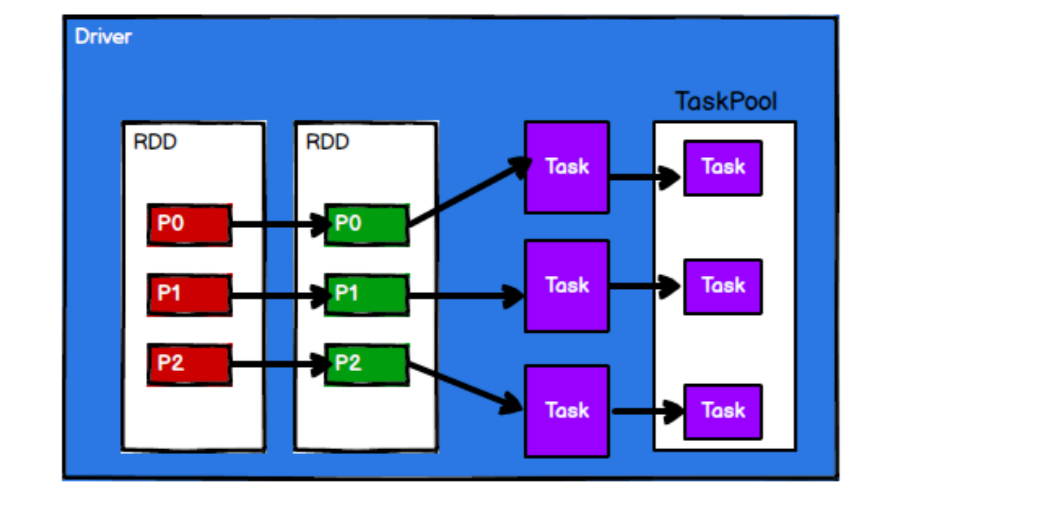 Driver
TaskPool
RDD
P0
P1
P2
RDD
P0
P1
P2
Task
Task
Task
Task
Task
Task